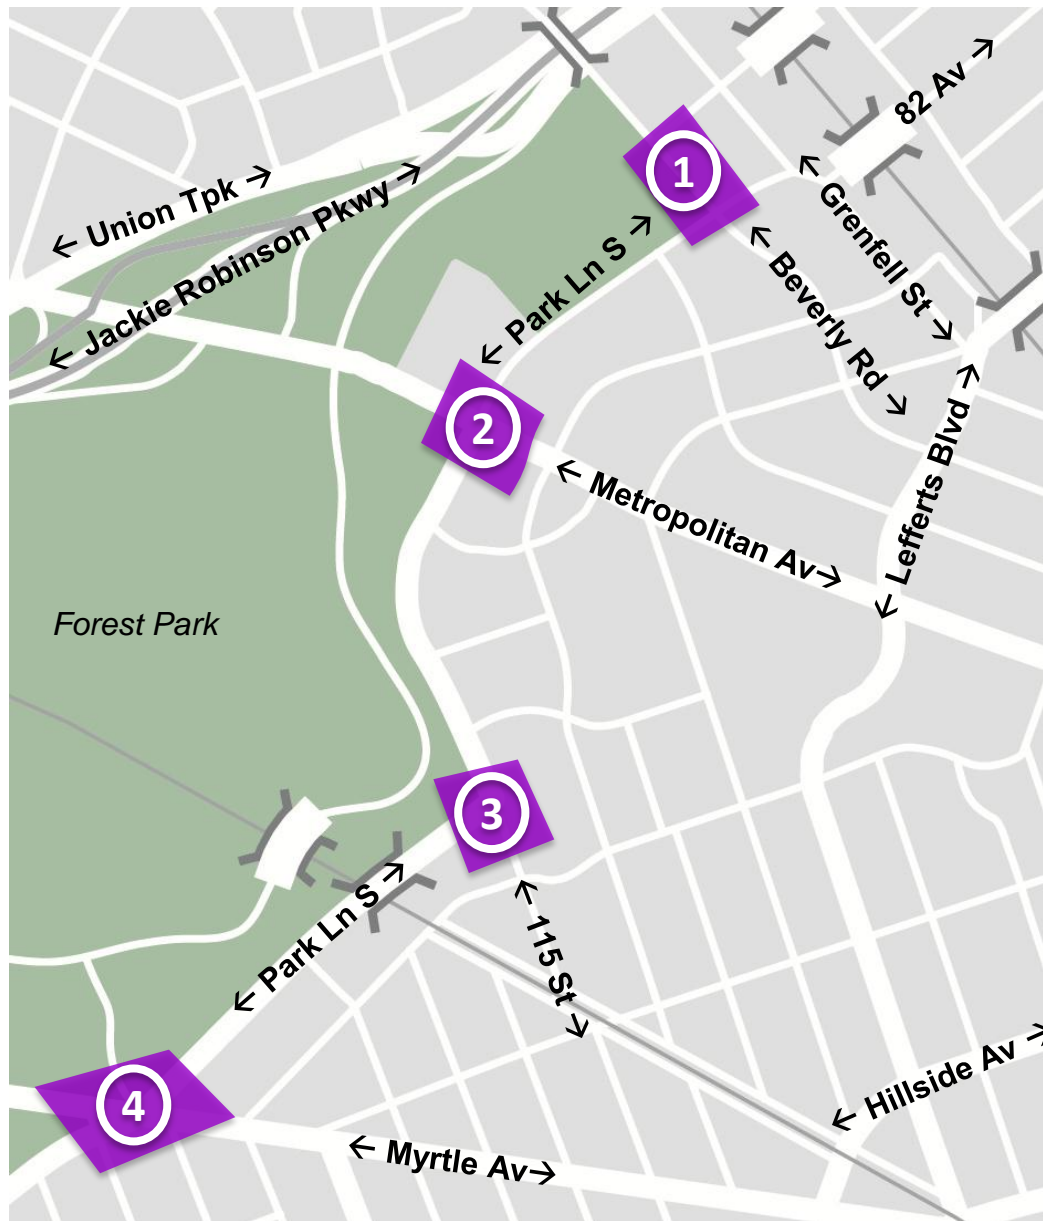 82 Av
1
Union Tpk
Grenfell St
Jackie Robinson Pkwy
Park Ln S
Beverly Rd
2
Lefferts Blvd
Metropolitan Av
Forest Park
3
Park Ln S
115 St
Hillside Av
4
Myrtle Av